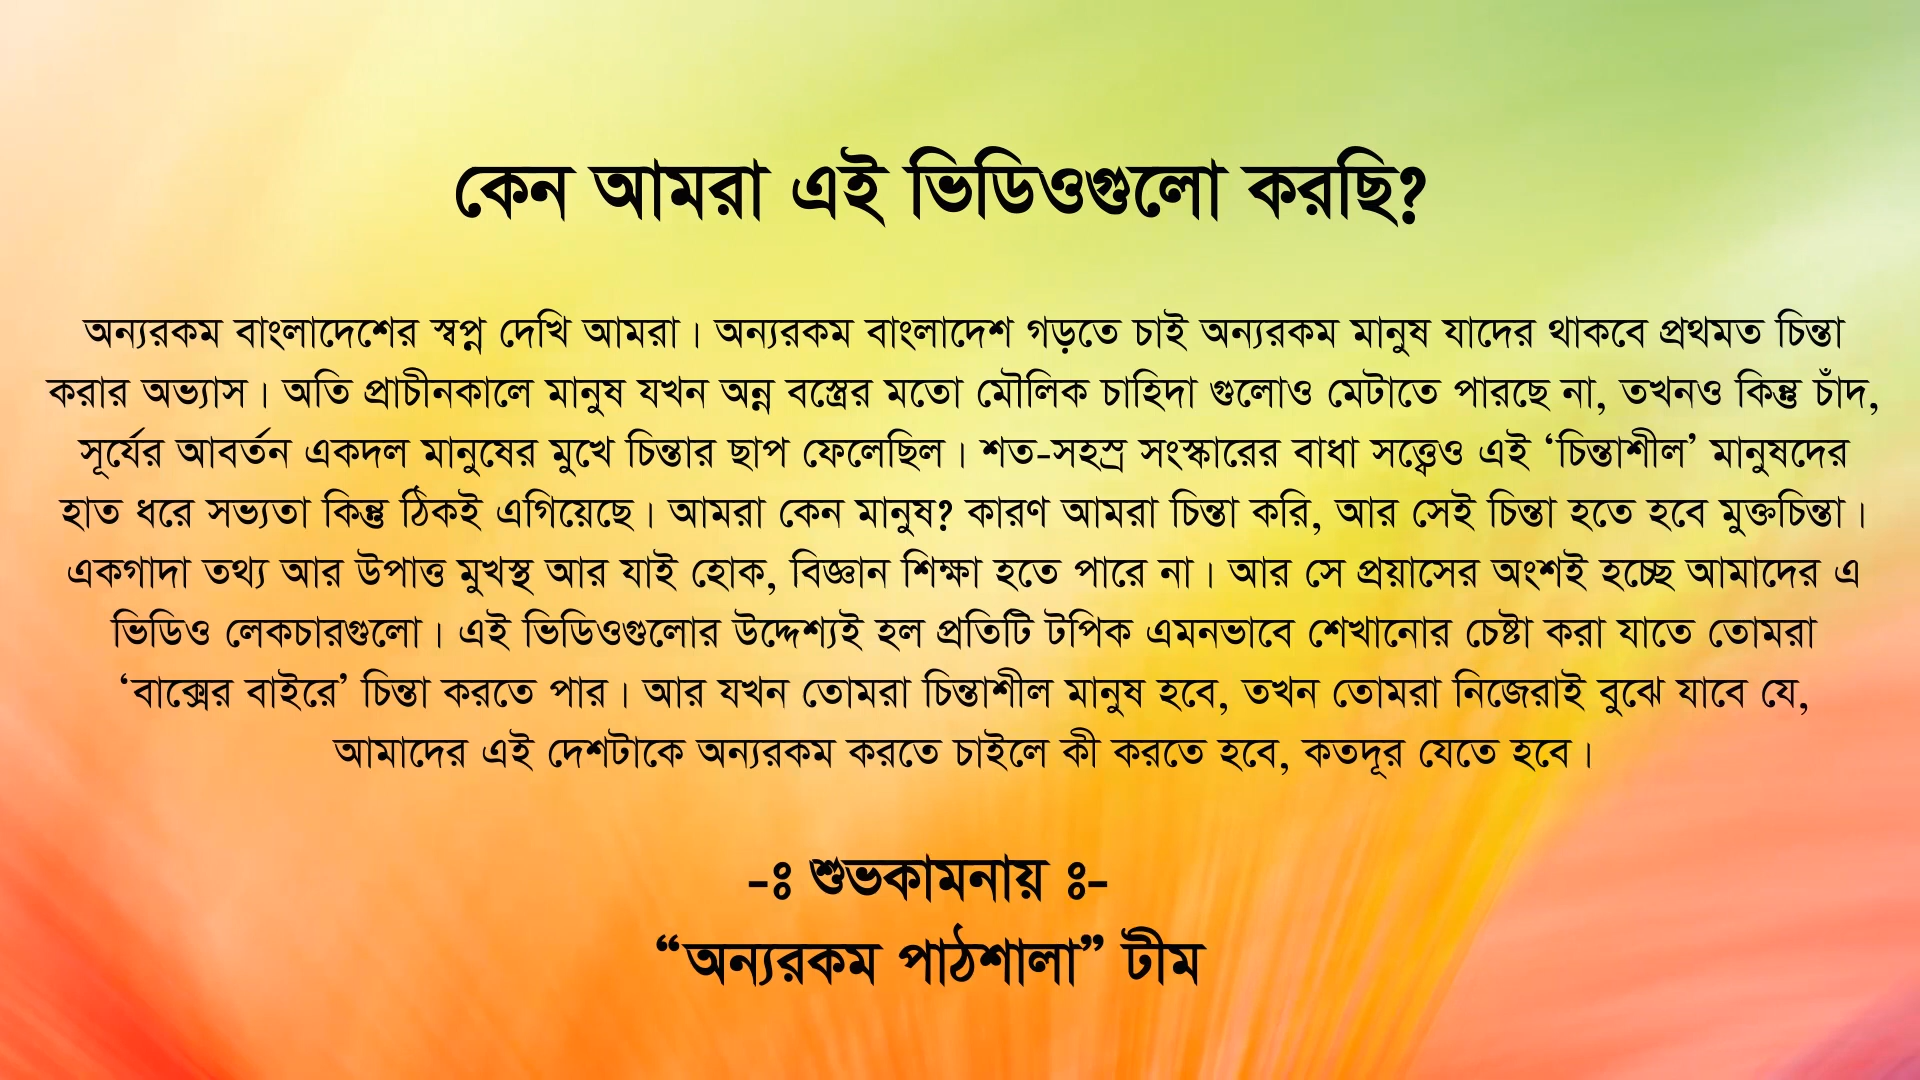 কেন আমরা এই ভিডিওগুলো করছি?
অন্যরকম বাংলাদেশের স্বপ্ন দেখি আমরা। অন্যরকম বাংলাদেশ গড়তে চাই অন্যরকম মানুষ যাদের থাকবে প্রথমত চিন্তা
করার অভ্যাস। অতি প্রাচীনকালে মানুষ যখন অন্ন বস্ত্রের মতো মৌলিক চাহিদা গুলোও মেটাতে পারছে না, তখনও কিন্তু চাঁদ,
সূর্যের আবর্তন একদল মানুষের মুখে চিন্তার ছাপ ফেলেছিল। শত-সহস্র সংস্কারের বাধা সত্ত্বেও এই ‘চিন্তাশীল’ মানুষদের
হাত ধরে সভ্যতা কিন্তু ঠিকই এগিয়েছে। আমরা কেন মানুষ? কারণ আমরা চিন্তা করি, আর সেই চিন্তা হতে হবে মুক্তচিন্তা।
একগাদা তথ্য আর উপাত্ত মুখস্থ আর যাই হোক, বিজ্ঞান শিক্ষা হতে পারে না। আর সে প্রয়াসের অংশই হচ্ছে আমাদের এ
ভিডিও লেকচারগুলো। এই ভিডিওগুলোর উদ্দেশ্যই হল প্রতিটি টপিক এমনভাবে শেখানোর চেষ্টা করা যাতে তোমরা
‘বাক্সের বাইরে’ চিন্তা করতে পার। আর যখন তোমরা চিন্তাশীল মানুষ হবে, তখন তোমরা নিজেরাই বুঝে যাবে যে,
আমাদের এই দেশটাকে অন্যরকম করতে চাইলে কী করতে হবে, কতদূর যেতে হবে।
-ঃ শুভকামনায় ঃ-
“অন্যরকম পাঠশালা” টীম